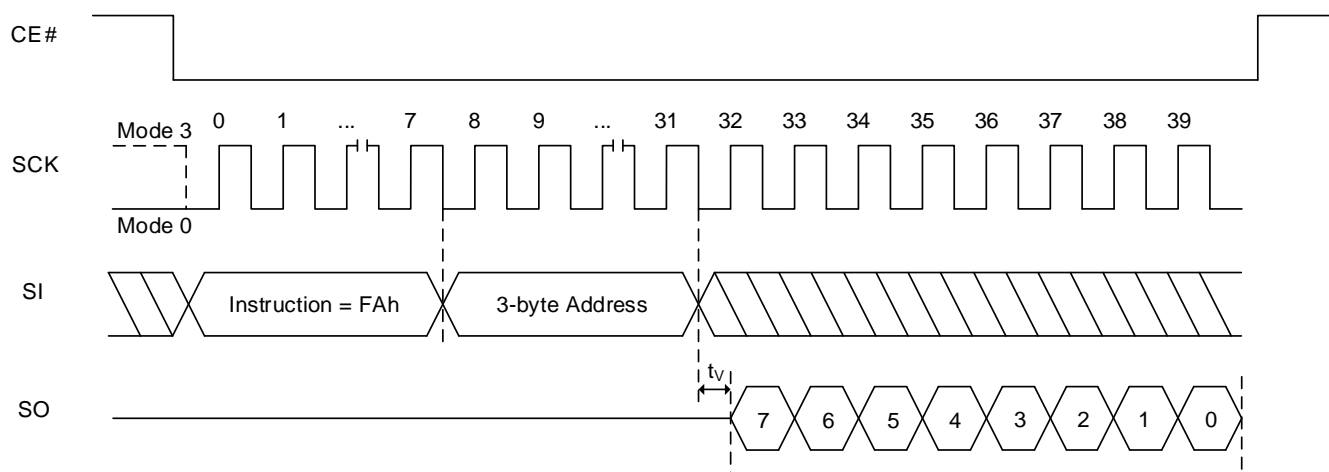 CE#
0 1 ... 7 8 9 ... 31 32 33 34 35 36 37 38 39
Mode 3
SCK
Mode 0
SI
Instruction = FAh 3-byte Address
tV
SO
7 6 5 4 3 2 1 0